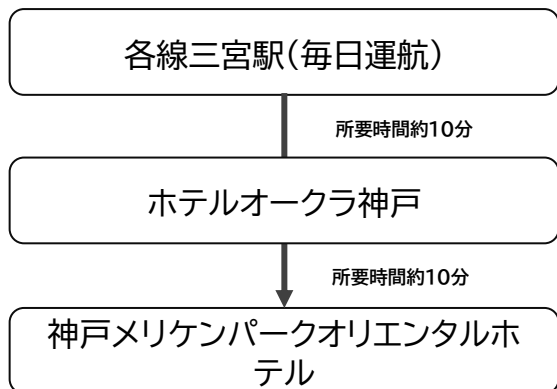 各線三宮駅(毎日運航)
所要時間約10分
ホテルオークラ神戸
所要時間約10分
神戸メリケンパークオリエンタルホ
テル